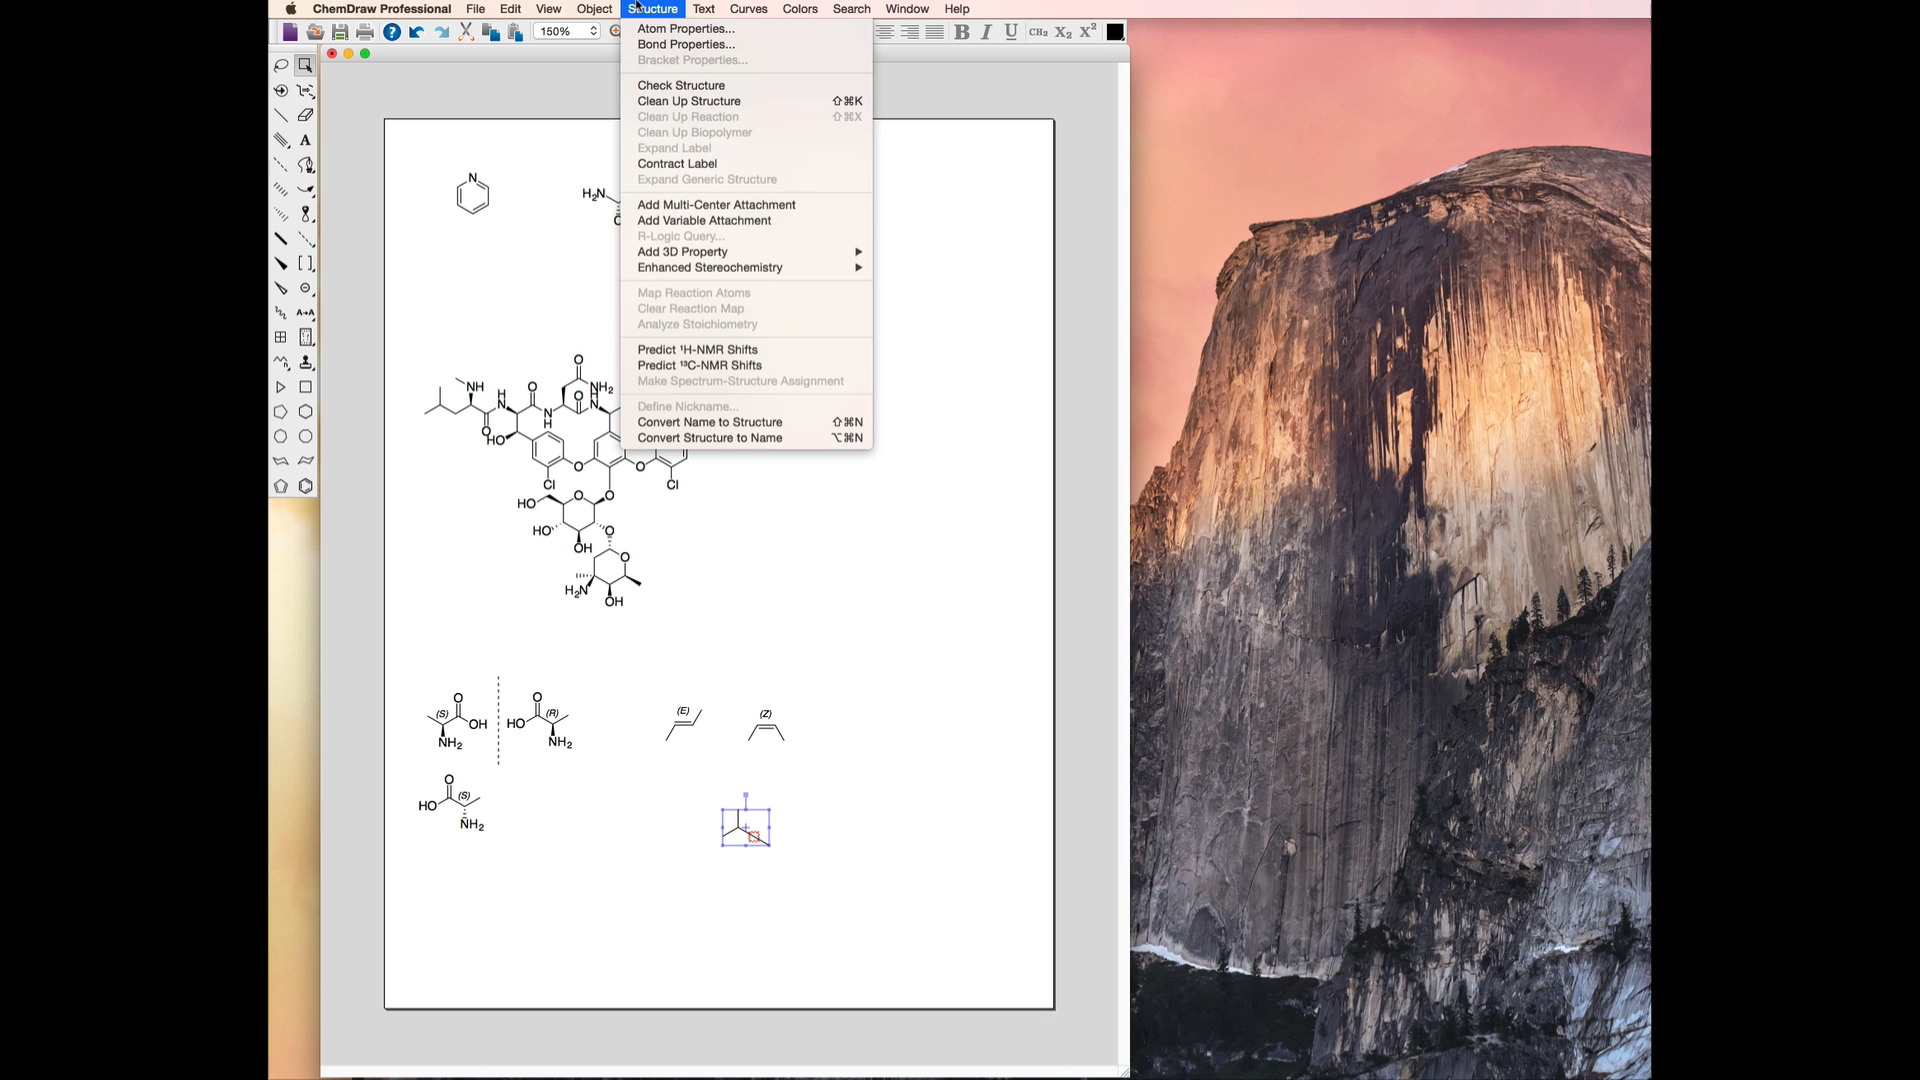 ChemDraw Professional File Edit View Object Structure Text Curves Colors Search Window Help
150% B I U CH2 X2 X2
Atom Properties...
Bond Properties...
Bracket Properties...
Check Structure
Clean Up Structure ⇧⌘K
Clean Up Reaction ⇧⌘X
Clean Up Biopolymer
Expand Label
Contract Label
Expand Generic Structure
Add Multi-Center Attachment
Add Variable Attachment
R-Logic Query...
Add 3D Property ▶
Enhanced Stereochemistry ▶
Map Reaction Atoms
Clear Reaction Map
Analyze Stoichiometry
Predict ¹H-NMR Shifts
Predict ¹³C-NMR Shifts
Make Spectrum-Structure Assignment
Define Nickname...
Convert Name to Structure ⇧⌘N
Convert Structure to Name ⌥⌘N
A
A→A
N
H2N
O
NH H N O N H O NH2 O H N
O
HO
O O
Cl Cl
HO O O
HO O
OH
O
H2N
OH
O (S) OH NH2
O (R) HO NH2
(E) (Z)
O (S) HO NH2